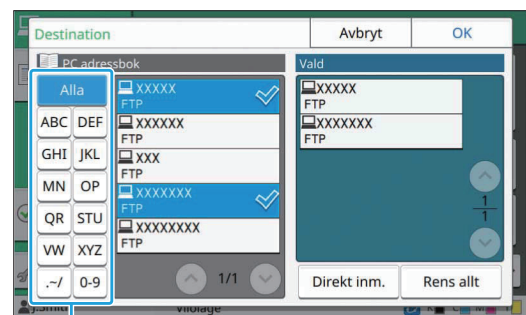 Destination
Avbryt
OK
PC adressbok
Vald
Alla
ABC DEF
GHI JKL
MN OP
QR STU
VW XYZ
.~/ 0-9
XXXXX
FTP
XXXXXX
FTP
XXX
FTP
XXXXXXX
FTP
XXXXXXXX
FTP
1/1
XXXXX
FTP
XXXXXXX
FTP
1
1
Direkt inm.
Rens allt
J.Smith
Viloläge
K C M